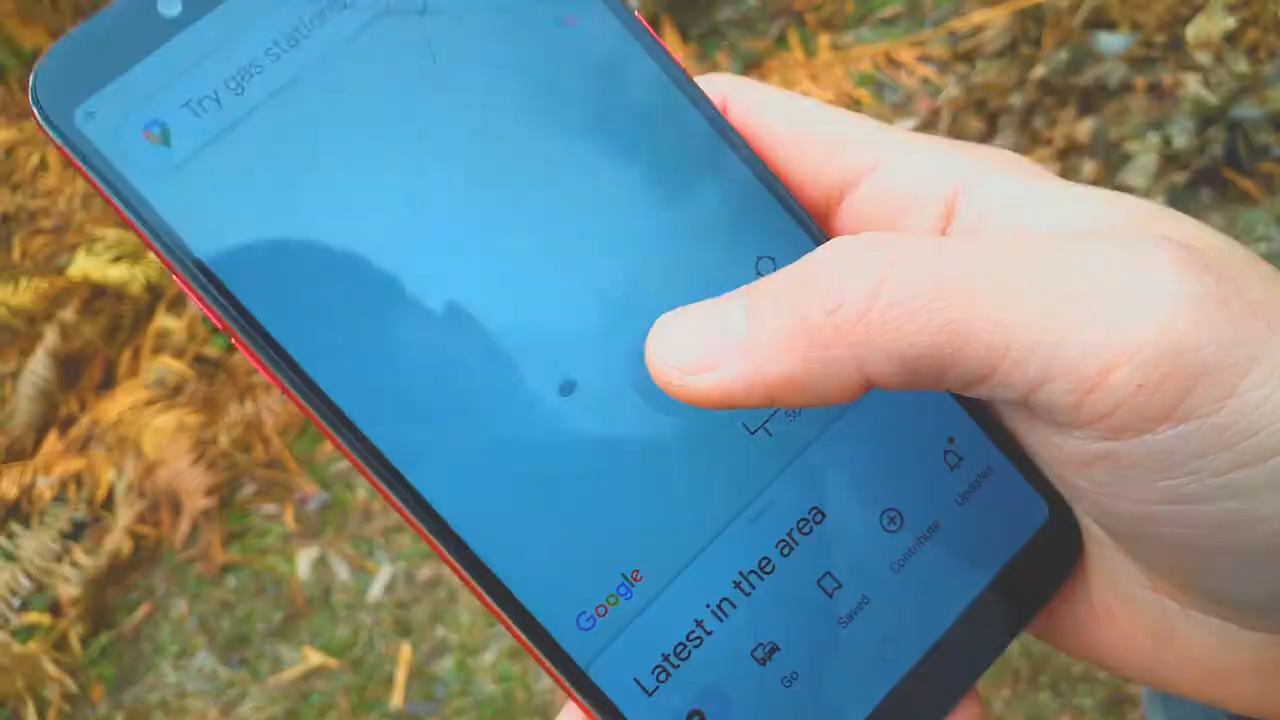 Try gas stations
Google
Latest in the area
Go
Saved
Contribute
Updates